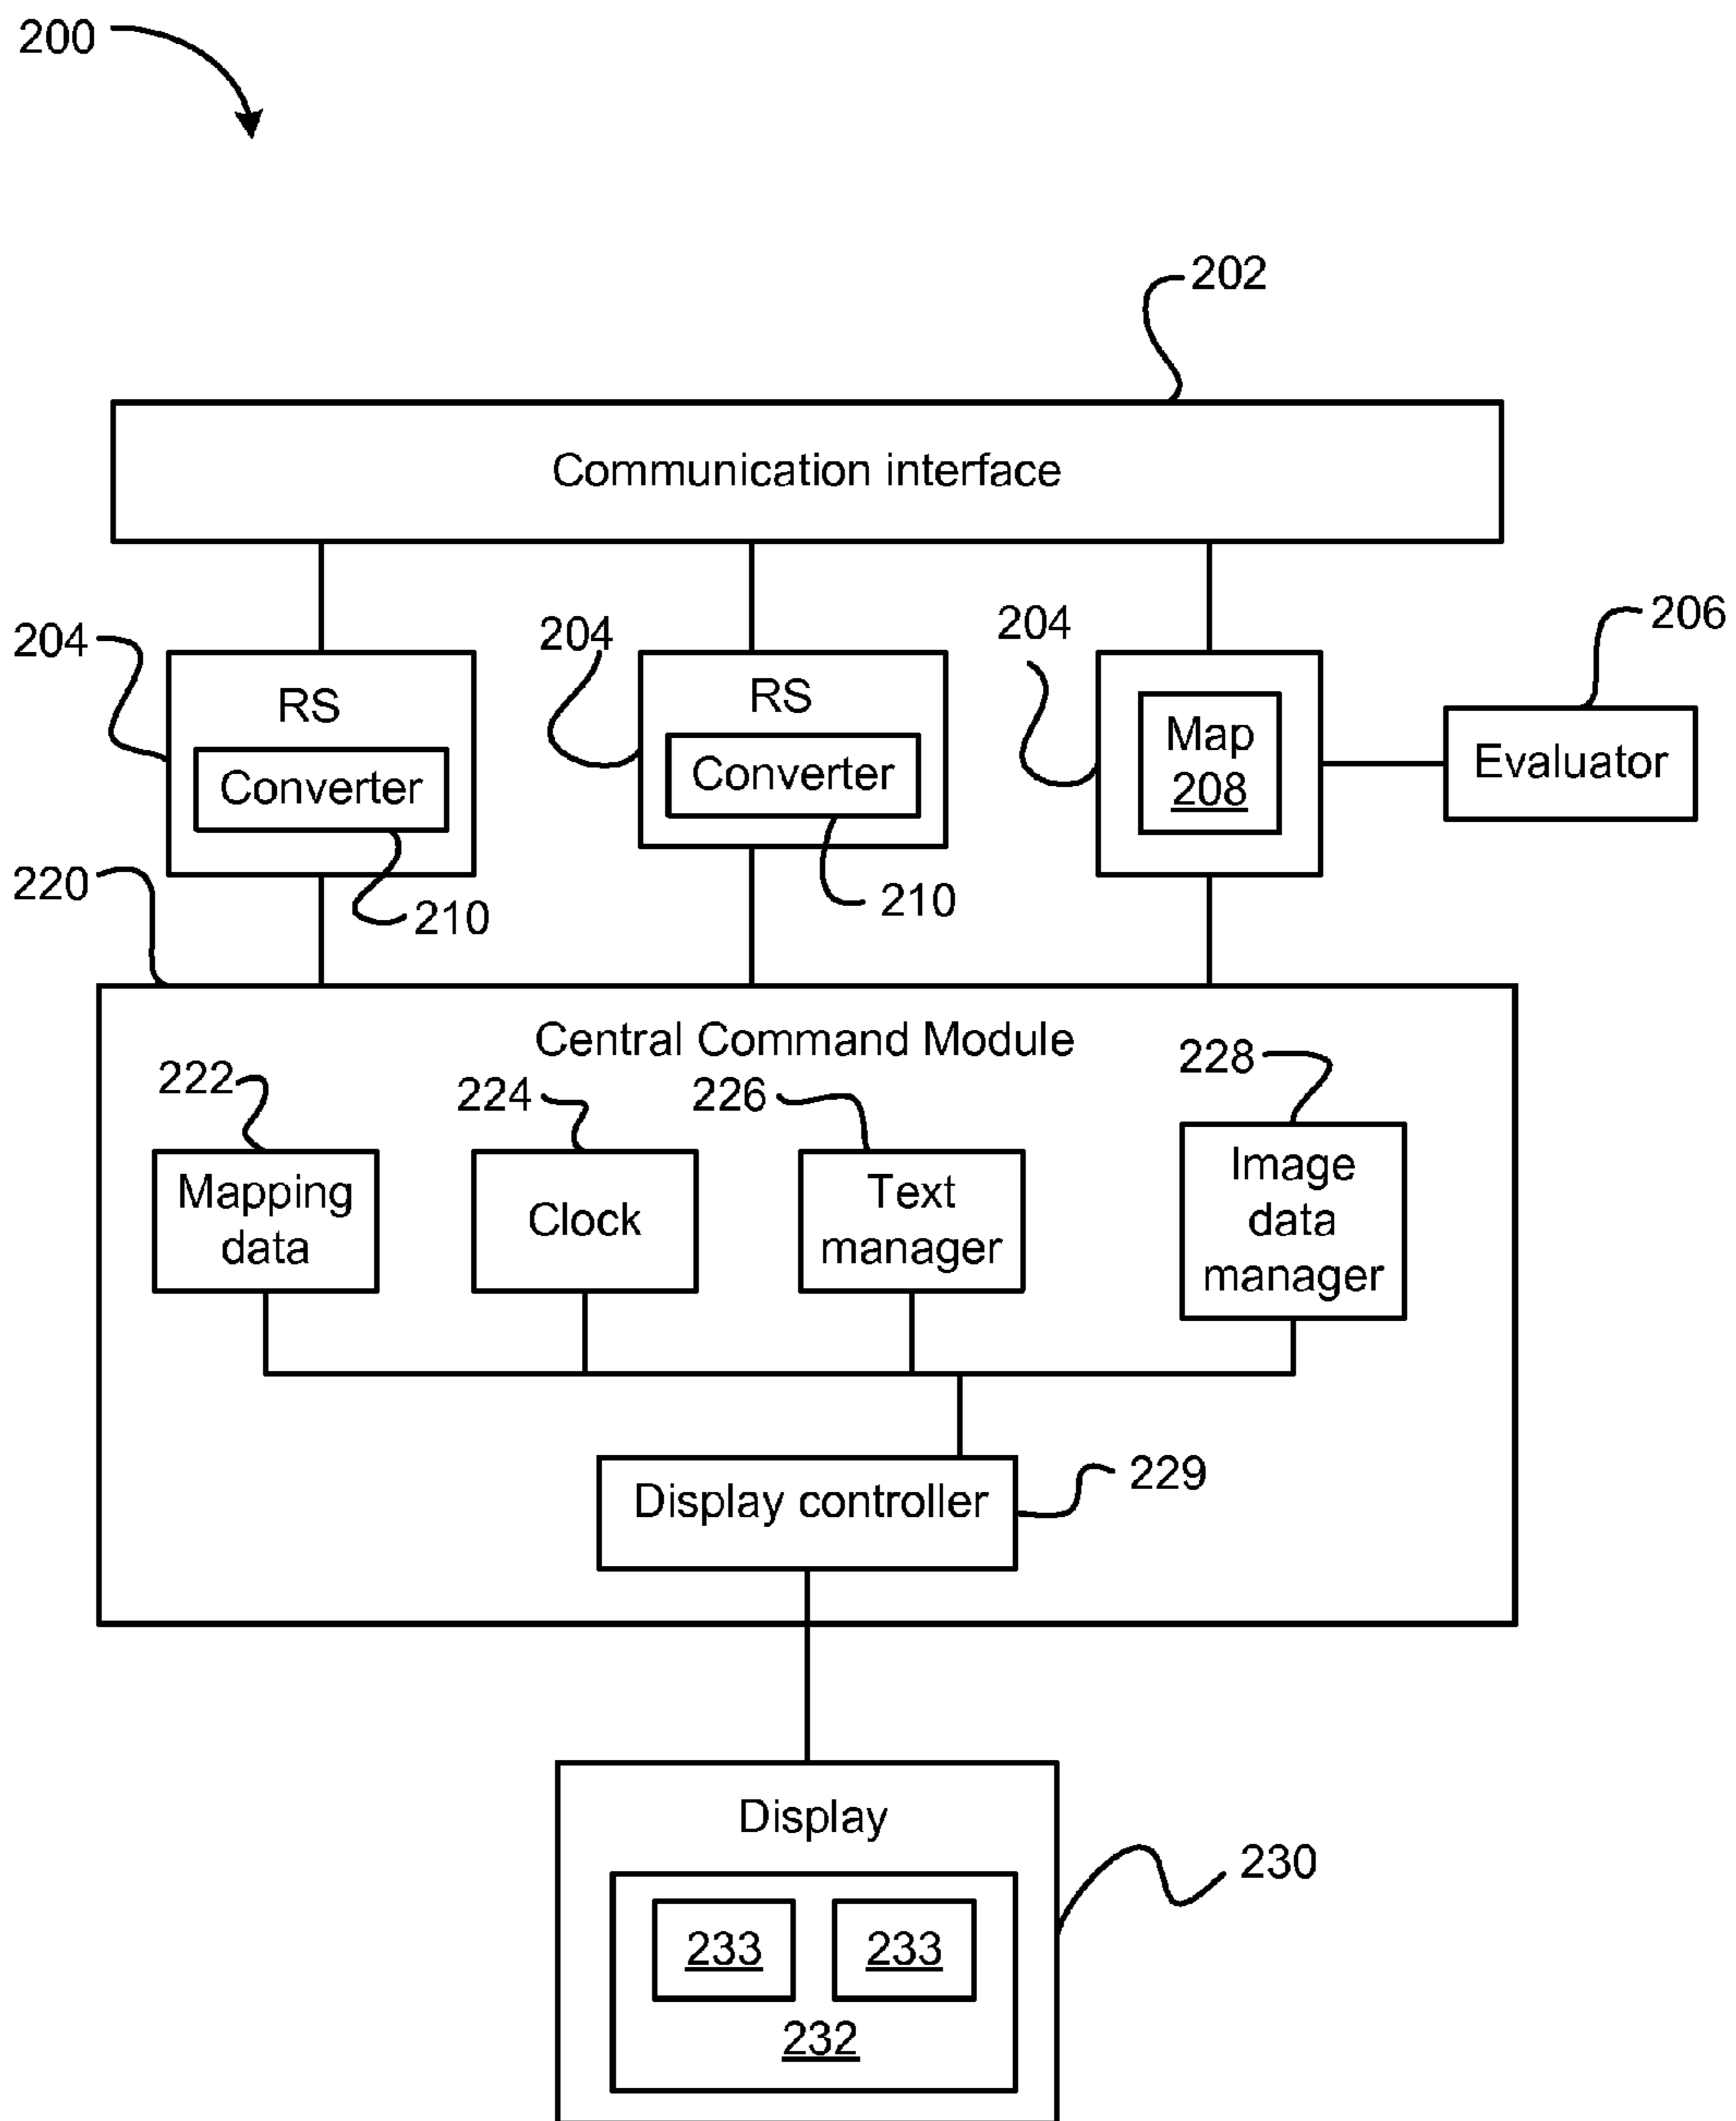 200
202
Communication interface
204
204
204
206
RS
RS
Map
208
Evaluator
Converter
Converter
220
210
210
Central Command Module
222
224
226
228
Mapping
data
Clock
Text
manager
Image
data
manager
Display controller
229
Display
230
233
233
232